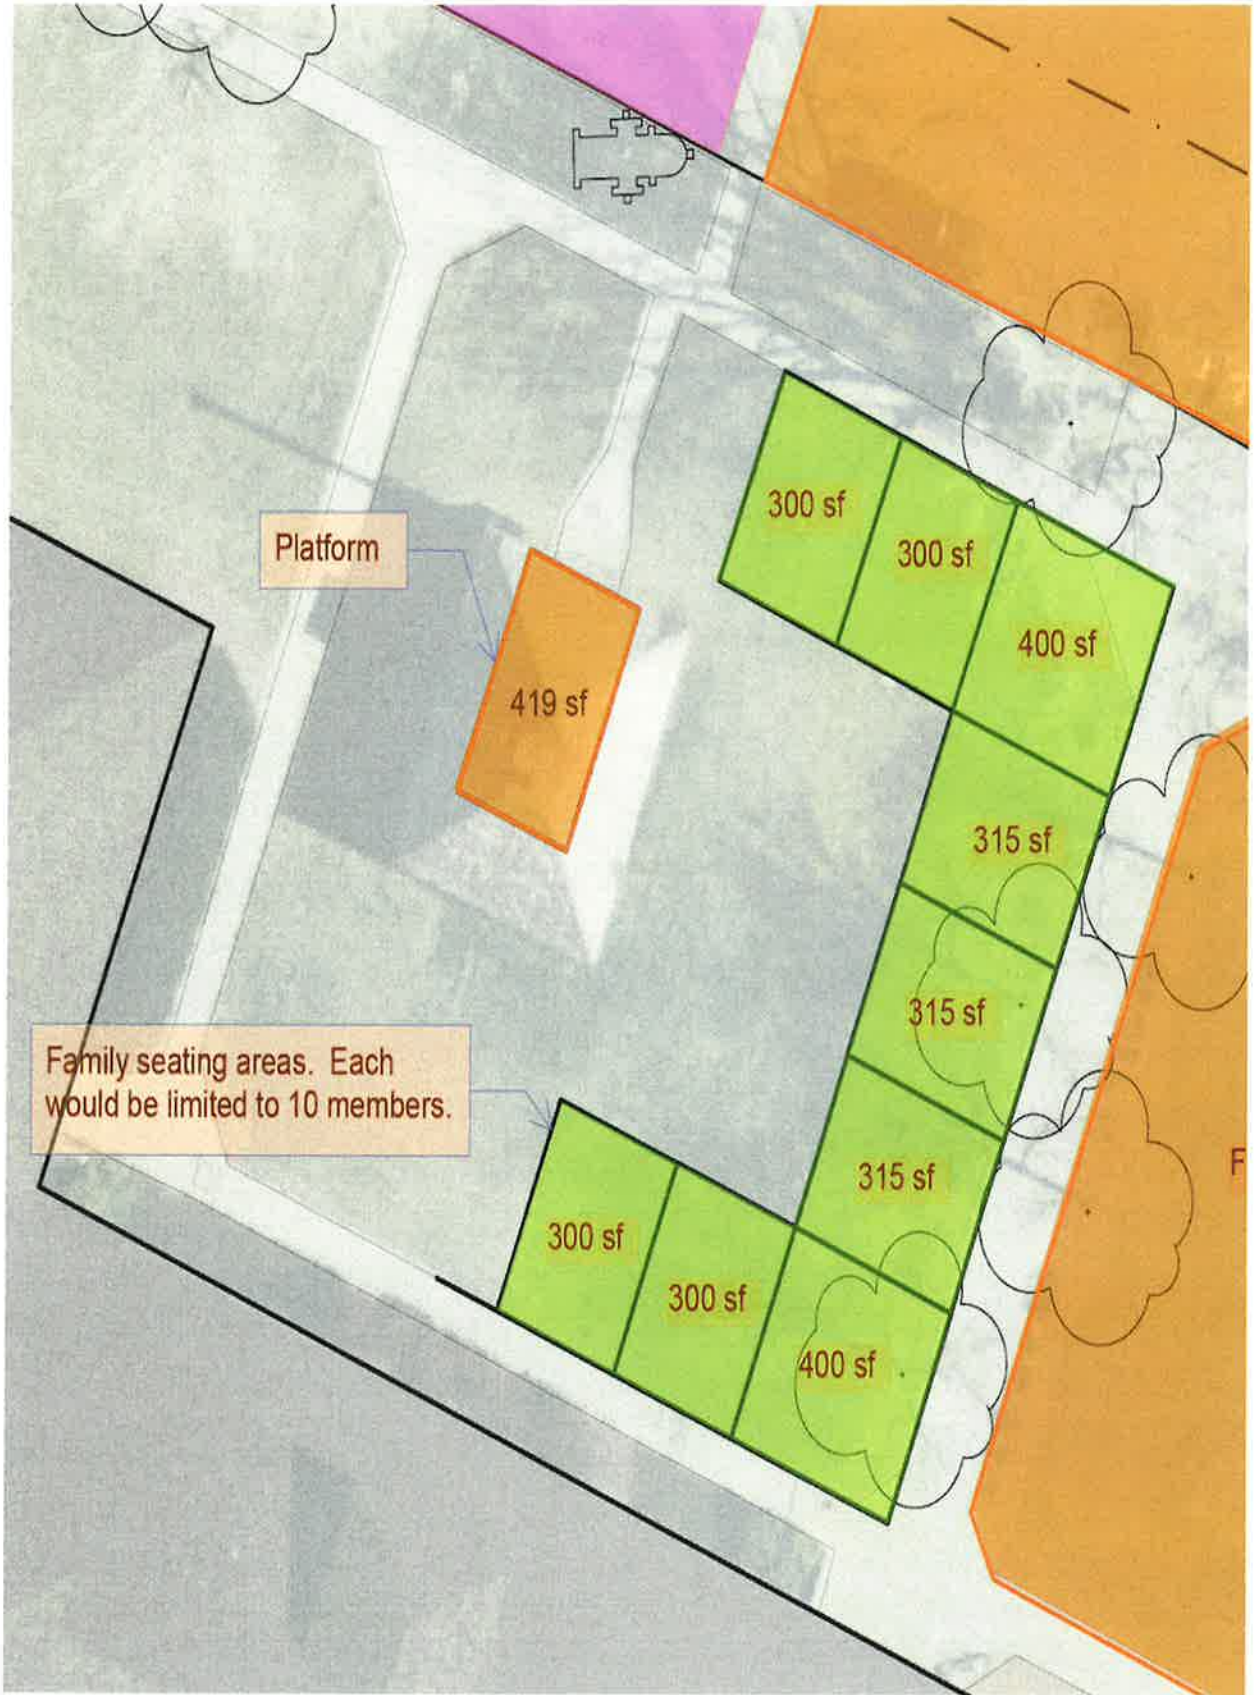 300 sf
300 sf
Platform
400 sf
419 sf
315 sf
315 sf
Family seating areas. Each
would be limited to 10 members.
315 sf
F
300 sf
300 sf
400 sf